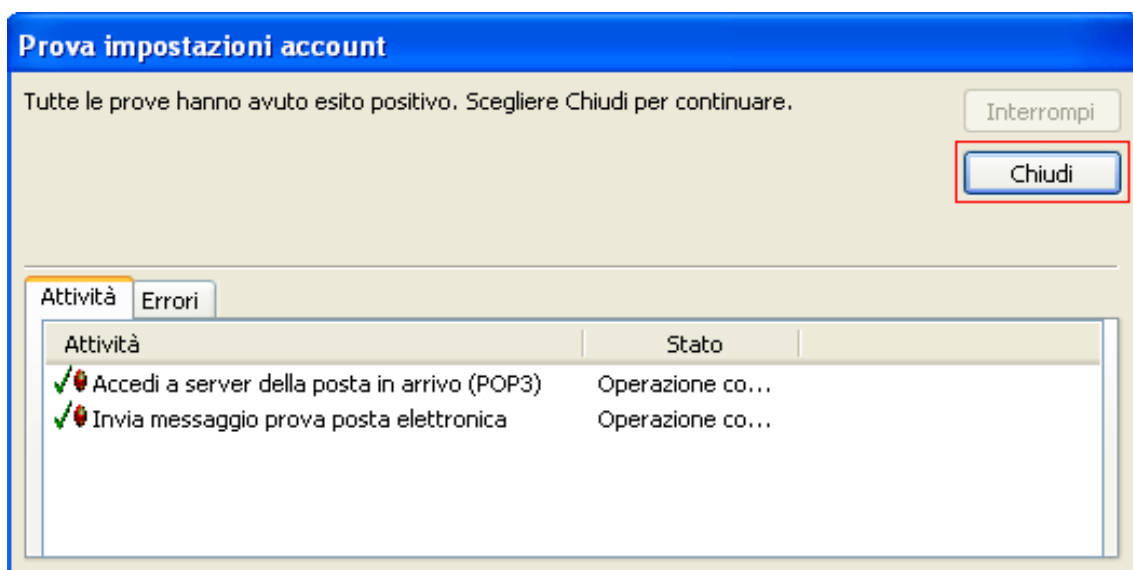 Prova impostazioni account
Tutte le prove hanno avuto esito positivo. Scegliere Chiudi per continuare.
Interrompi
Chiudi
Attività Errori
Attività Stato
Accedi a server della posta in arrivo (POP3) Operazione co...
Invia messaggio prova posta elettronica Operazione co...